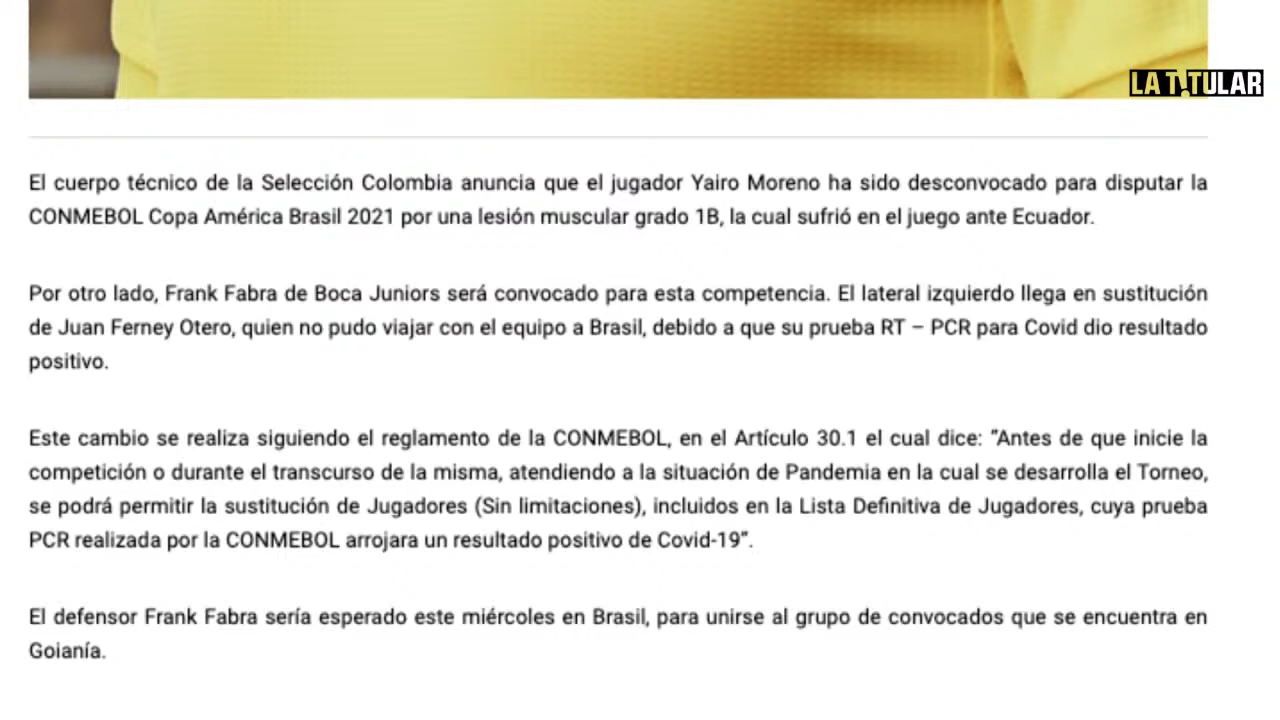 LA TITULAR
El cuerpo técnico de la Selección Colombia anuncia que el jugador Yairo Moreno ha sido desconvocado para disputar la
CONMEBOL Copa América Brasil 2021 por una lesión muscular grado 1B, la cual sufrió en el juego ante Ecuador.
Por otro lado, Frank Fabra de Boca Juniors será convocado para esta competencia. El lateral izquierdo llega en sustitución
de Juan Ferney Otero, quien no pudo viajar con el equipo a Brasil, debido a que su prueba RT – PCR para Covid dio resultado
positivo.
Este cambio se realiza siguiendo el reglamento de la CONMEBOL, en el Artículo 30.1 el cual dice: “Antes de que inicie la
competición o durante el transcurso de la misma, atendiendo a la situación de Pandemia en la cual se desarrolla el Torneo,
se podrá permitir la sustitución de Jugadores (Sin limitaciones), incluidos en la Lista Definitiva de Jugadores, cuya prueba
PCR realizada por la CONMEBOL arrojara un resultado positivo de Covid-19”.
El defensor Frank Fabra sería esperado este miércoles en Brasil, para unirse al grupo de convocados que se encuentra en
Goianía.